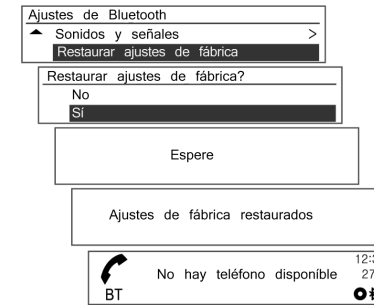 Ajustes de Bluetooth
Sonidos y señales >
Restaurar ajustes de fábrica
Restaurar ajustes de fábrica?
No
Sí
Espere
Ajustes de fábrica restaurados
No hay teléfono disponíble
BT